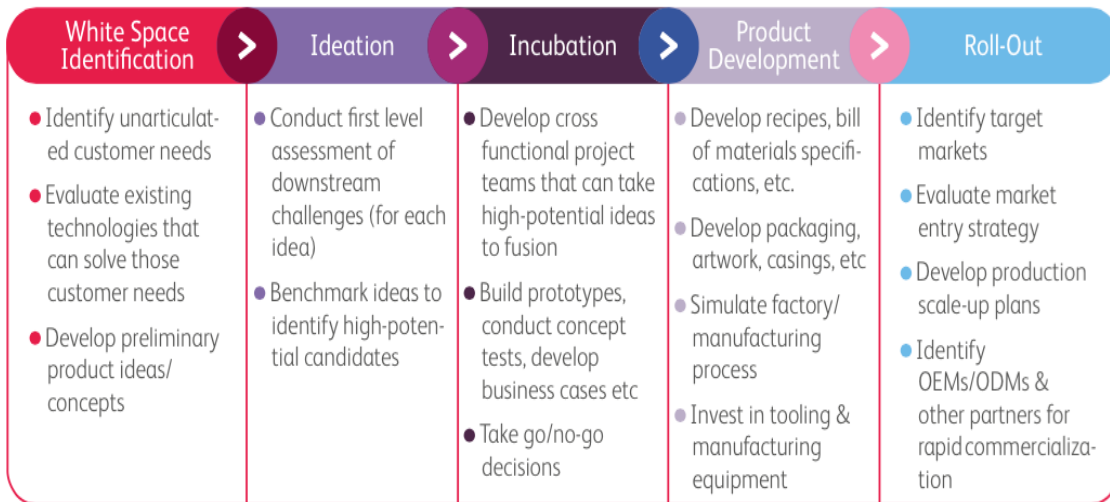 White Space
Identification
Ideation
Incubation
Product
Development
Roll-Out
Identify unarticulat-
ed customer needs
Evaluate existing
technologies that
can solve those
customer needs
Develop preliminary
product ideas/
concepts
Conduct first level
assessment of
downstream
challenges (for each
idea)
Benchmark ideas to
identify high-poten-
tial candidates
Develop cross
functional project
teams that can take
high-potential ideas
to fusion
Build prototypes,
conduct concept
tests, develop
business cases etc
Take go/no-go
decisions
Develop recipes, bill
of materials specifi-
cations, etc.
Develop packaging,
artwork, casings, etc
Simulate factory/
manufacturing
process
Invest in tooling &
manufacturing
equipment
Identify target
markets
Evaluate market
entry strategy
Develop production
scale-up plans
Identify
OEMs/ODMs &
other partners for
rapid commercializa-
tion